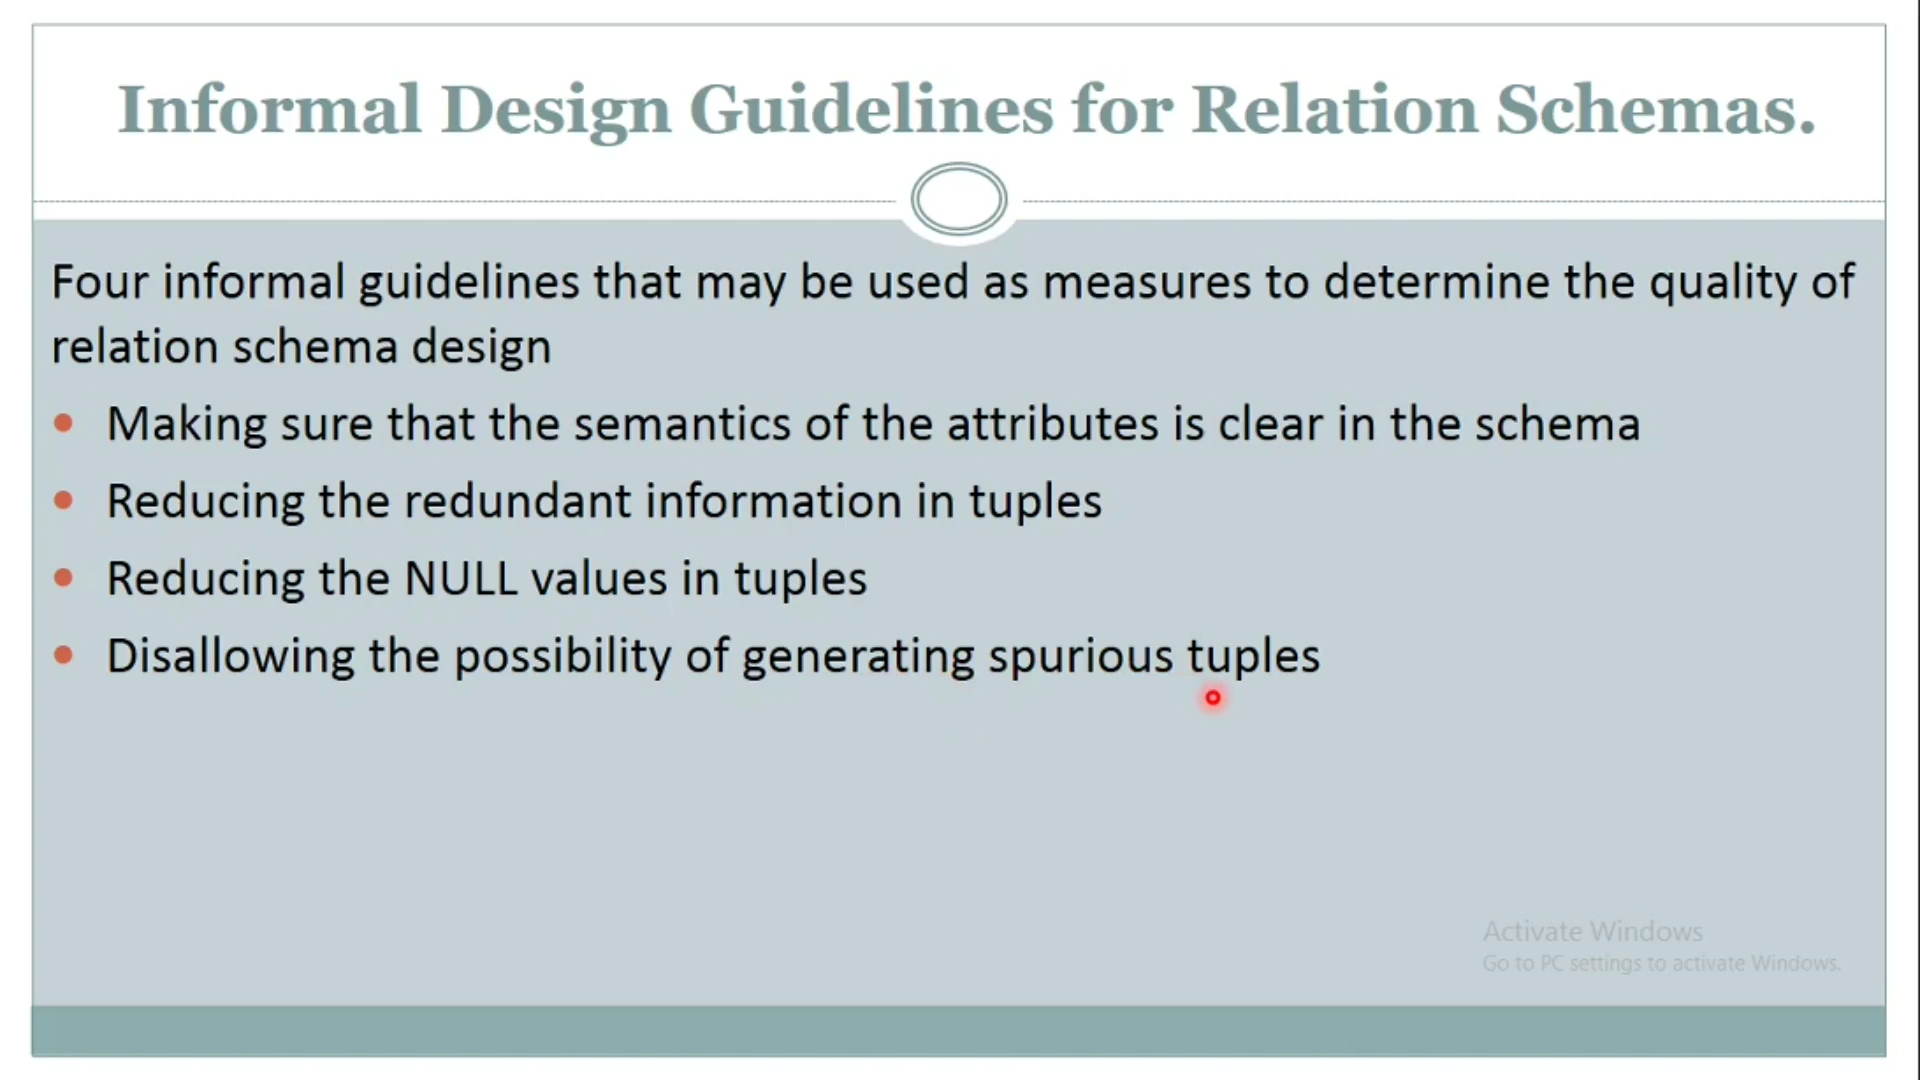 Informal Design Guidelines for Relation Schemas.
Four informal guidelines that may be used as measures to determine the quality of
relation schema design
• Making sure that the semantics of the attributes is clear in the schema
• Reducing the redundant information in tuples
• Reducing the NULL values in tuples
• Disallowing the possibility of generating spurious tuples
Activate Windows
Go to PC settings to activate Windows.